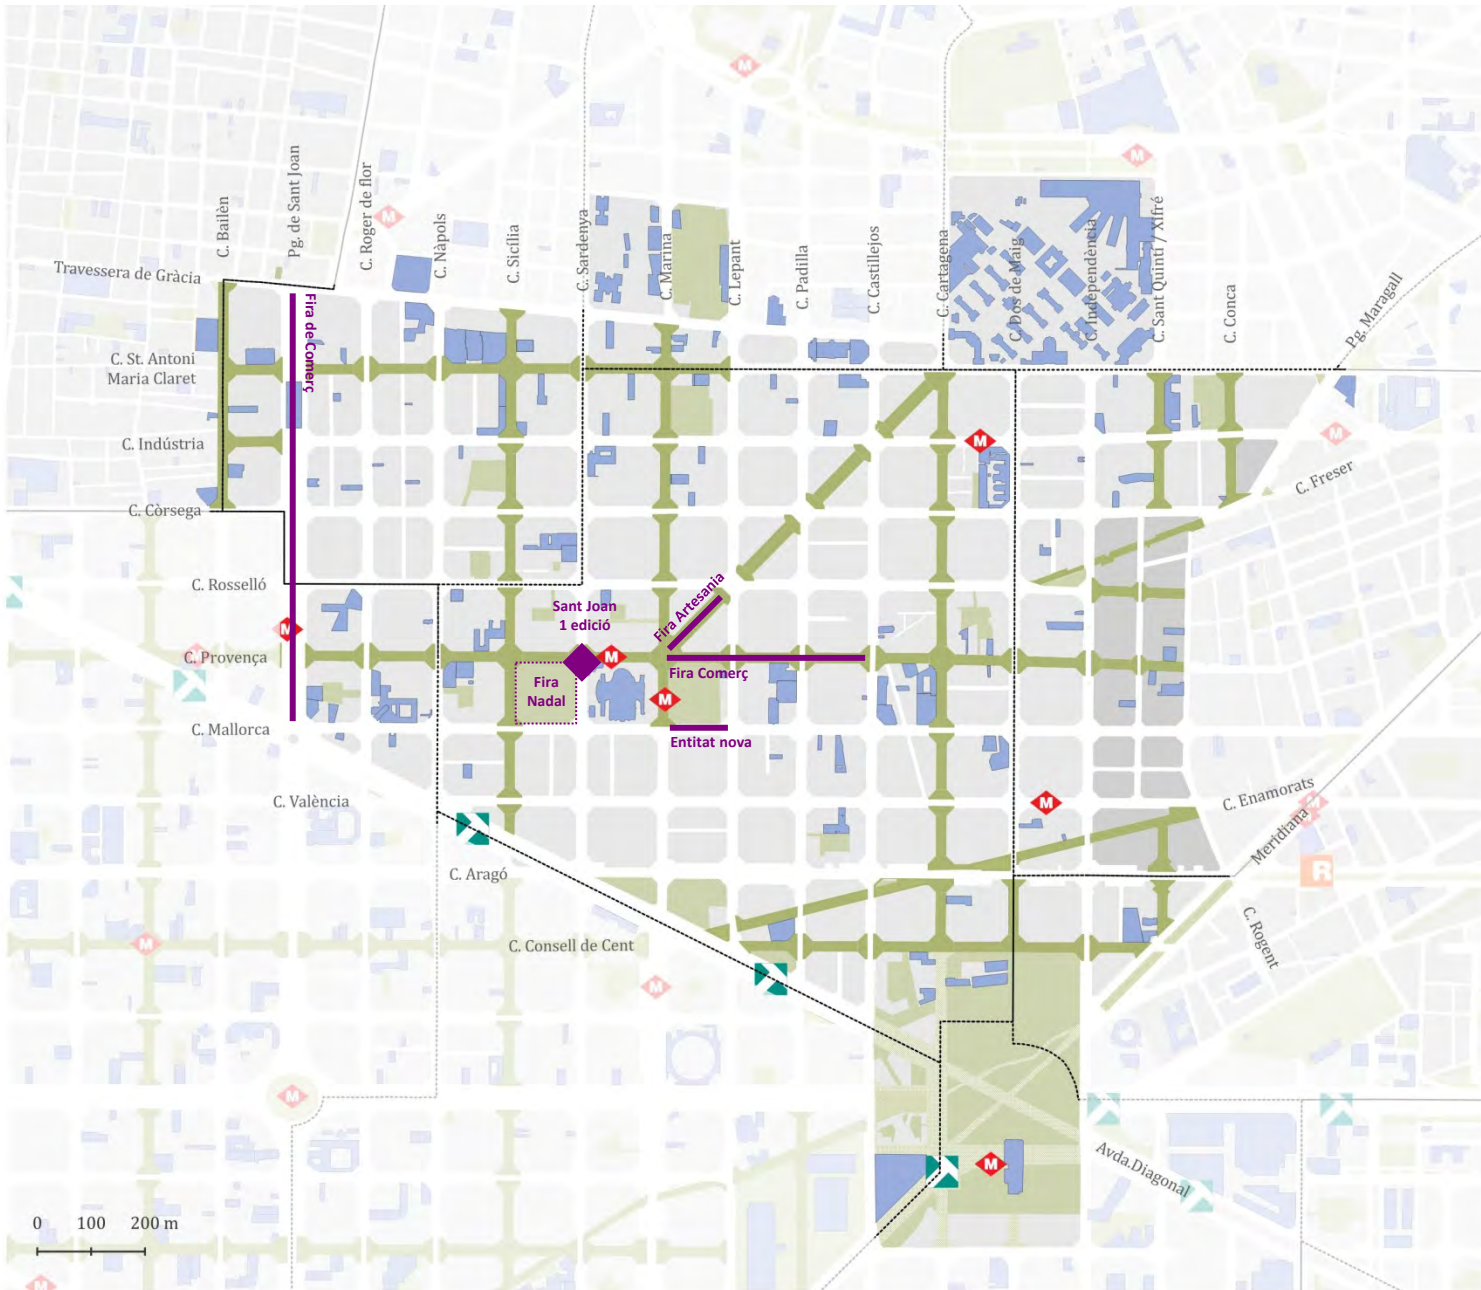 C. Bailèn
Pg. de Sant Joan
C. Roger de flor
C. Nàpols
C. Sicília
C. Sardenya
C. Marina
C. Lepant
C. Padilla
C. Castillejos
C. Cartagena
C. Dos de Maig
C. Independència
C. Sant Quintí / Xifré
C. Conca
Pg. Maragall
M
M
M
Travessera de Gràcia
Fira de Comerç
C. St. Antoni
Maria Claret
C. Indústria
M
M
C. Freser
C. Còrsega
C. Rosselló
Sant Joan
1 edició
Fira Artesania
M
M
M
C. Provença
Fira Comerç
Fira
Nadal
M
C. Mallorca
Entitat nova
C. València
M
C. Enamorats
M
M
Meridiana
C. Aragó
R
C. Rogent
M
C. Consell de Cent
M
M
Avda.Diagonal
M
0 100 200 m
M